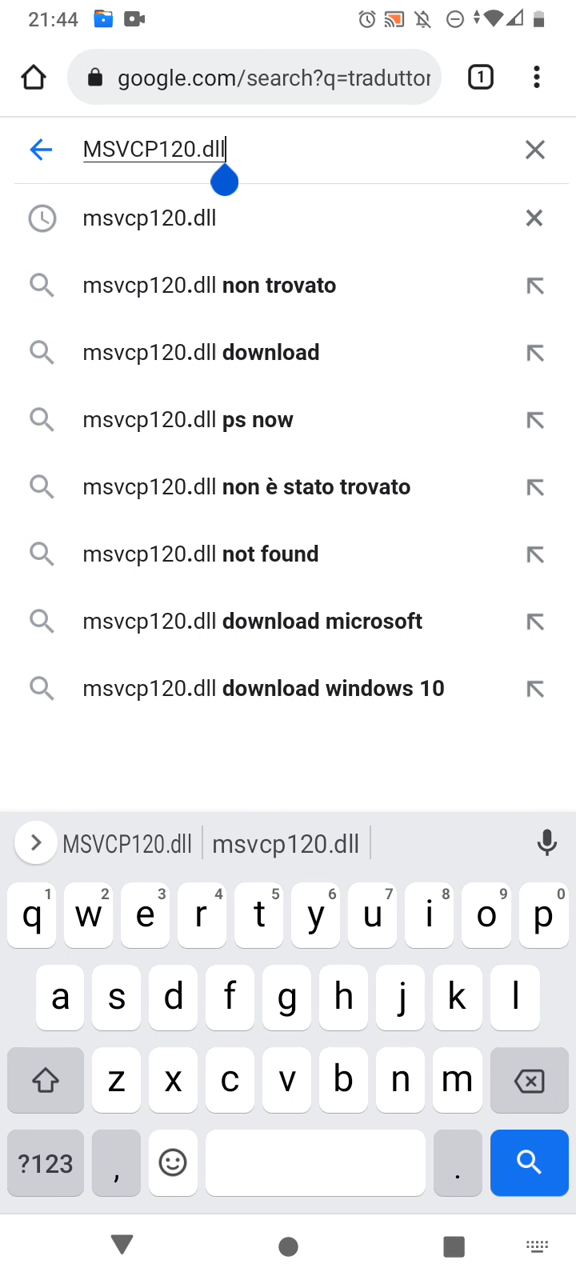 21:44
google.com/search?q=traduttor
1
MSVCP120.dll
msvcp120.dll
msvcp120.dll non trovato
msvcp120.dll download
msvcp120.dll ps now
msvcp120.dll non è stato trovato
msvcp120.dll not found
msvcp120.dll download microsoft
msvcp120.dll download windows 10
MSVCP120.dll msvcp120.dll
1 2 3 4 5 6 7 8 9 0
q w e r t y u i o p
a s d f g h j k l
z x c v b n m
?123 , .